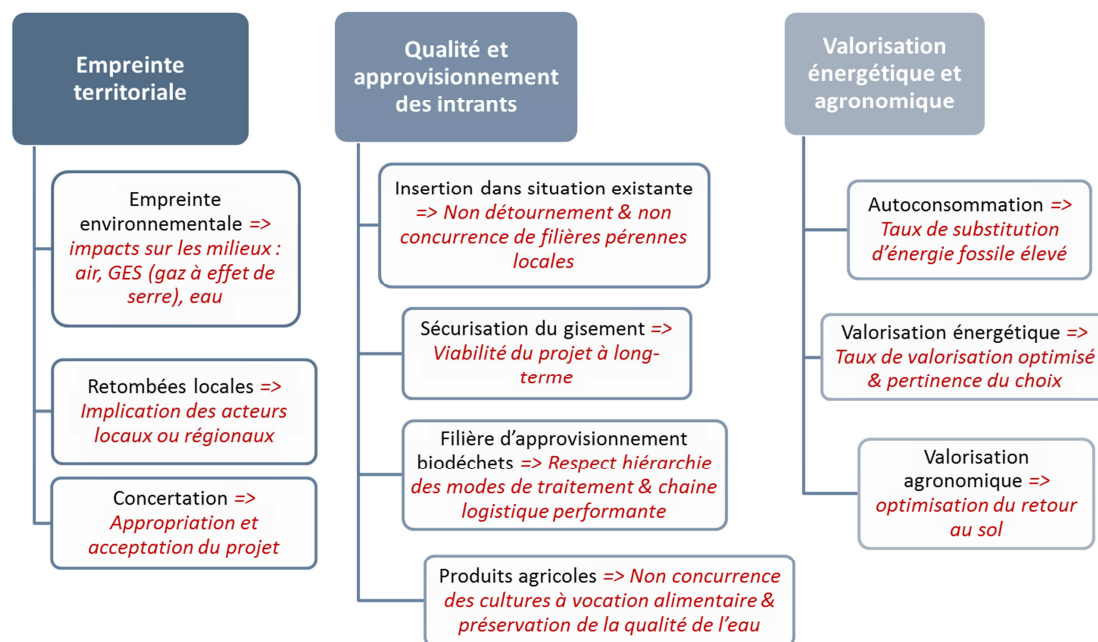 Empreinte
territoriale
Empreinte
environnementale =>
impacts sur les milieux :
air, GES (gaz à effet de
serre), eau
Retombées locales =>
Implication des acteurs
locaux ou régionaux
Concertation =>
Appropriation et
acceptation du projet
Qualité et
approvisionnement
des intrants
Insertion dans situation existante
=> Non détournement & non
concurrence de filières pérennes
locales
Sécurisation du gisement =>
Viabilité du projet à long-
terme
Filière d’approvisionnement
biodéchets => Respect hiérarchie
des modes de traitement & chaine
logistique performante
Produits agricoles => Non concurrence
des cultures à vocation alimentaire &
préservation de la qualité de l’eau
Valorisation
énergétique et
agronomique
Autoconsommation =>
Taux de substitution
d’énergie fossile élevé
Valorisation énergétique =>
Taux de valorisation optimisé
& pertinence du choix
Valorisation
agronomique =>
optimisation du retour
au sol